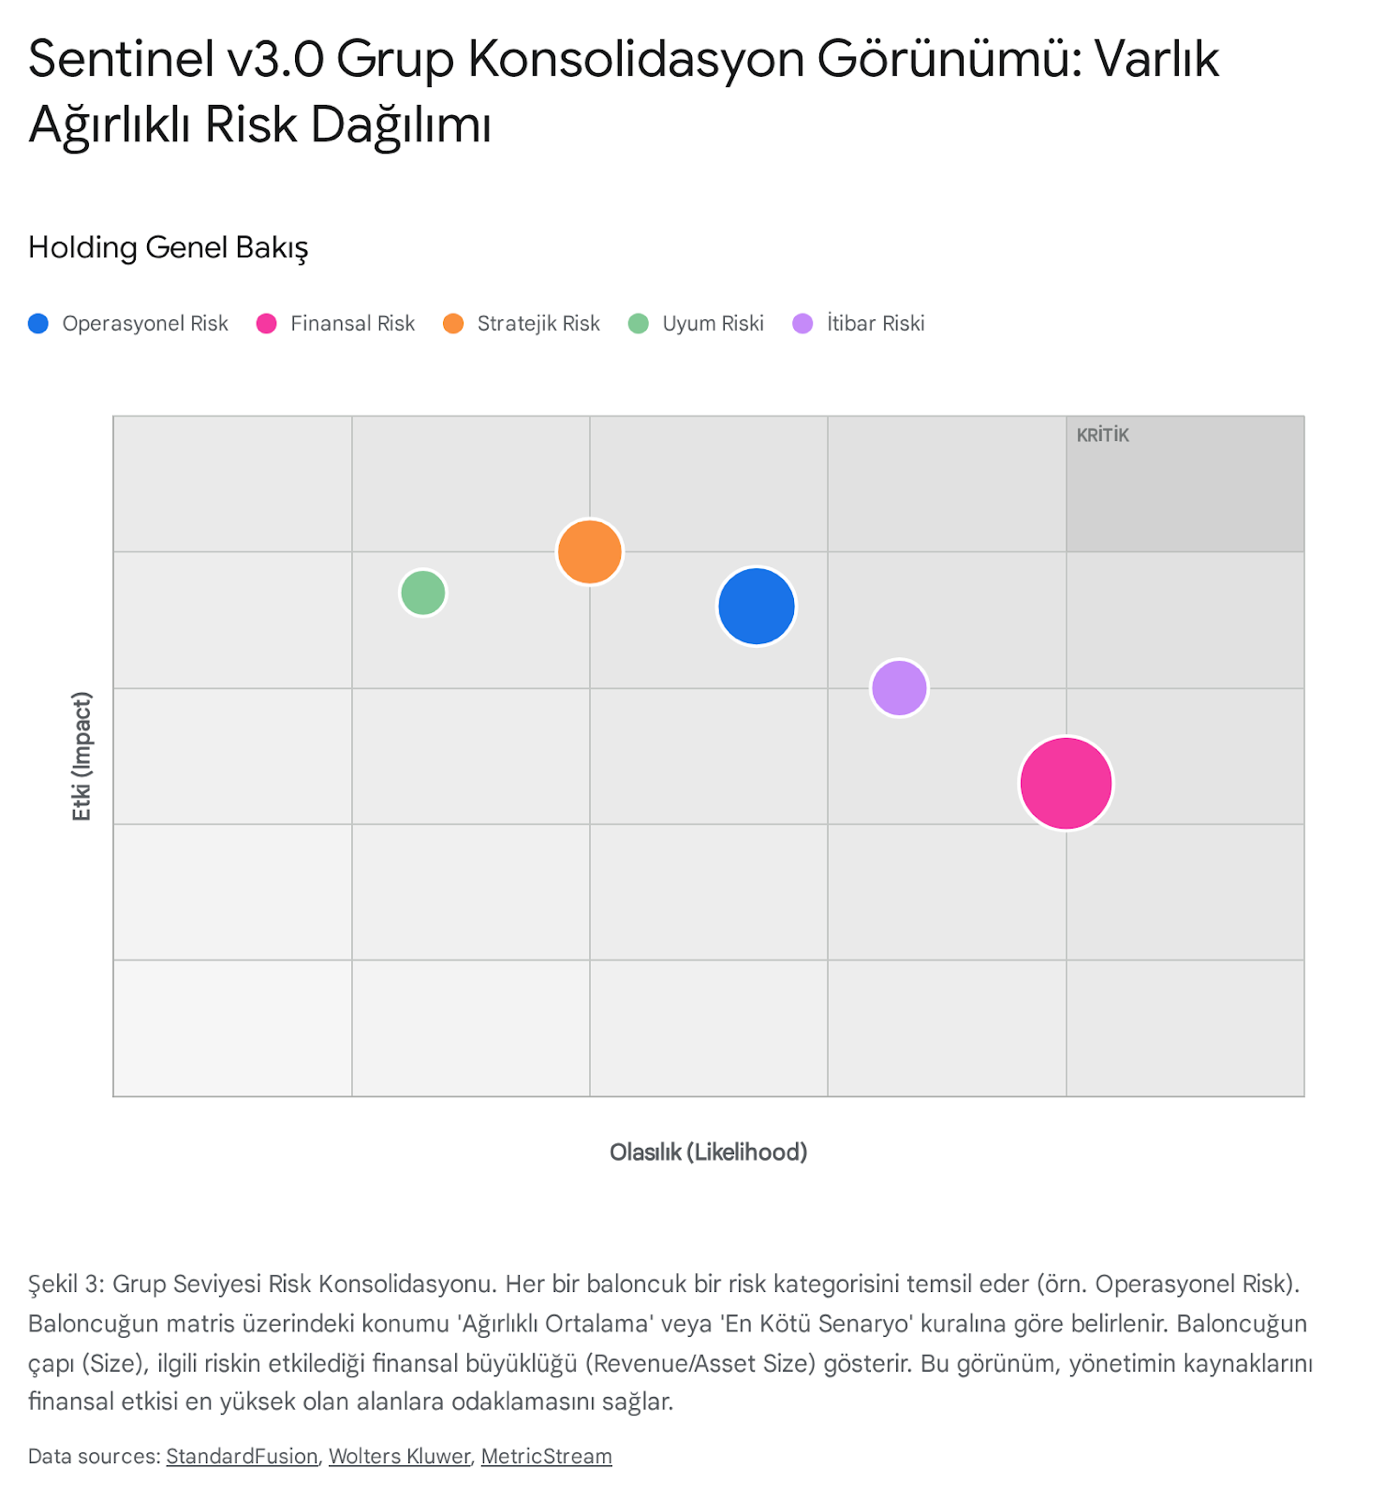 Sentinel v3.0 Grup Konsolidasyon Görünümü: Varlık
Ağırlıklı Risk Dağılımı
Holding Genel Bakış
Operasyonel Risk
Finansal Risk
Stratejik Risk
Uyum Riski
İtibar Riski
KRİTİK
Etki (Impact)
Olasılık (Likelihood)
Şekil 3: Grup Seviyesi Risk Konsolidasyonu. Her bir baloncuk bir risk kategorisini temsil eder (örn. Operasyonel Risk).
Baloncuğun matris üzerindeki konumu 'Ağırlıklı Ortalama' veya 'En Kötü Senaryo' kuralına göre belirlenir. Baloncuğun
çapı (Size), ilgili riskin etkilediği finansal büyüklüğü (Revenue/Asset Size) gösterir. Bu görünüm, yönetimin kaynaklarını
finansal etkisi en yüksek olan alanlara odaklamasını sağlar.
Data sources: StandardFusion, Wolters Kluwer, MetricStream